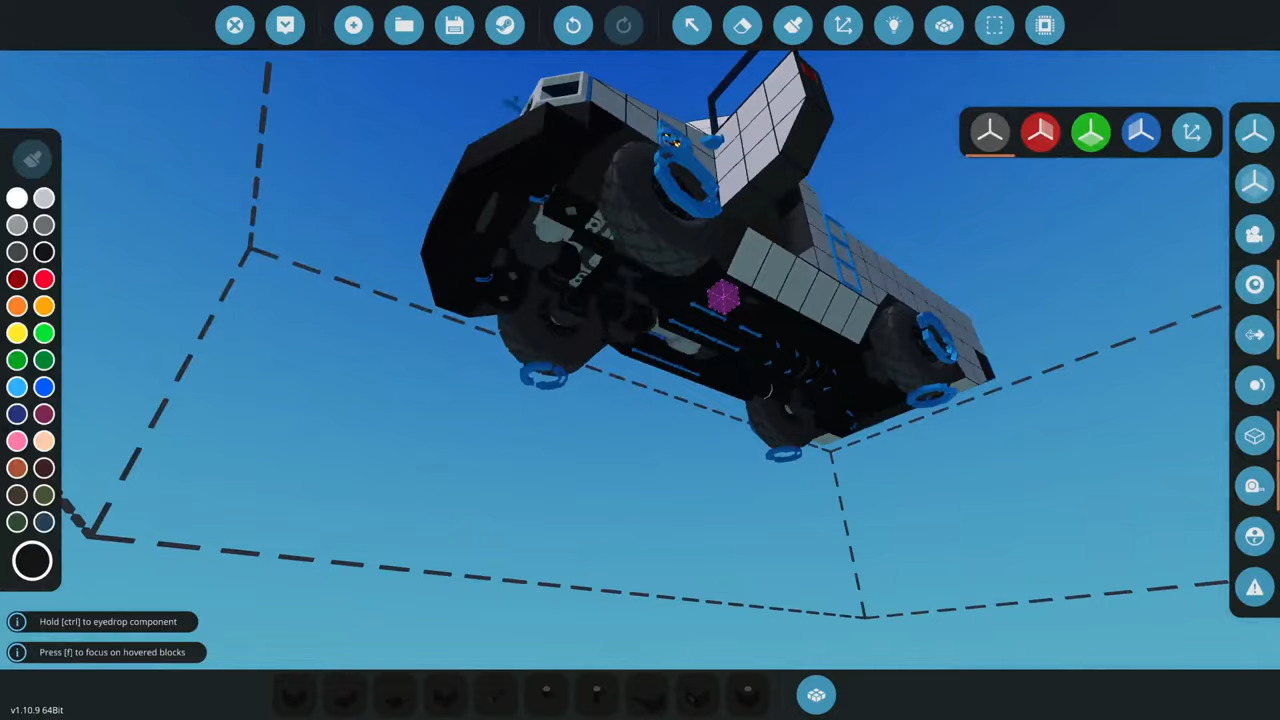 Hold [ctrl] to eyedrop component
Press [f] to focus on hovered blocks
v1.10.9 64Bit